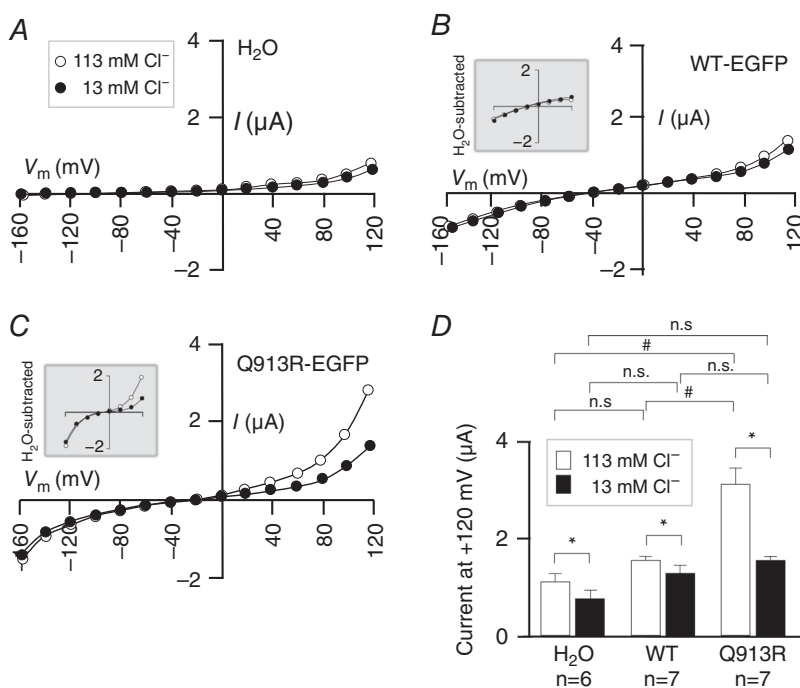 A
4
H₂O
113 mM Cl⁻
13 mM Cl⁻
2
I (µA)
Vm (mV)
−160
−120
−80
−40
40
80
120
−2
B
4
WT-EGFP
H₂O-subtracted
2
−2
2
I (µA)
Vm (mV)
−160
−120
−80
−40
40
80
120
−2
C
4
Q913R-EGFP
H₂O-subtracted
2
−2
2
I (µA)
Vm (mV)
−160
−120
−80
−40
40
80
120
−2
D
n.s
#
n.s.
n.s.
n.s
#
Current at +120 mV (µA)
4
2
0
113 mM Cl⁻
13 mM Cl⁻
*
*
*
H₂O
WT
Q913R
n=6
n=7
n=7